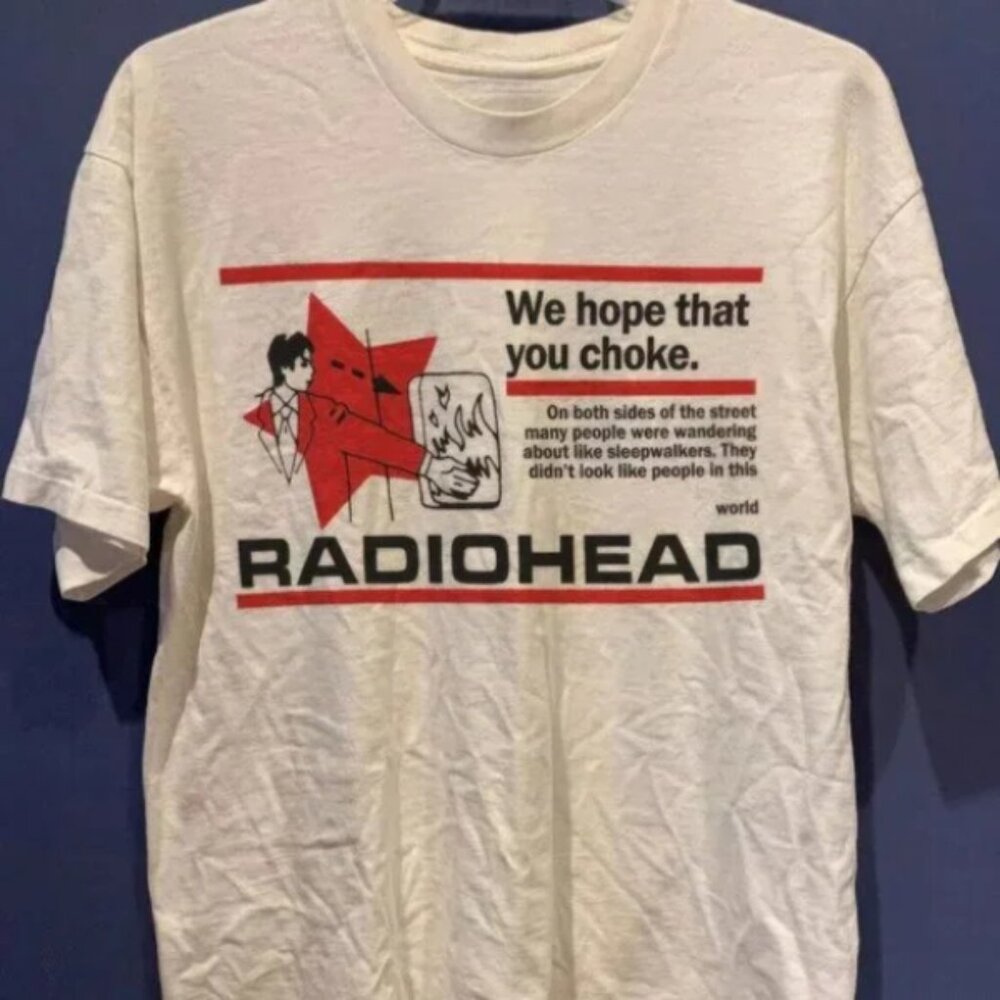 We hope that
you choke.
On both sides of the street
many people were wandering
about like sleepwalkers. They
didn't look like people in this
world
RADIOHEAD